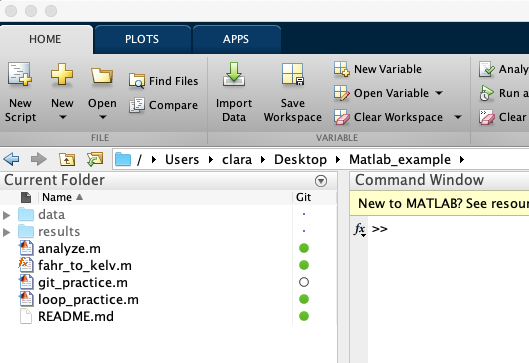 HOME PLOTS APPS
New Script
New
Open
Find Files
Compare
FILE
Import Data
Save Workspace
New Variable
Open Variable
Clear Workspace
VARIABLE
Analy
Run a
Clear
/ Users clara Desktop Matlab_example
Current Folder
Name Git
data
results
analyze.m
fahr_to_kelv.m
git_practice.m
loop_practice.m
README.md
Command Window
New to MATLAB? See resour
fx >>